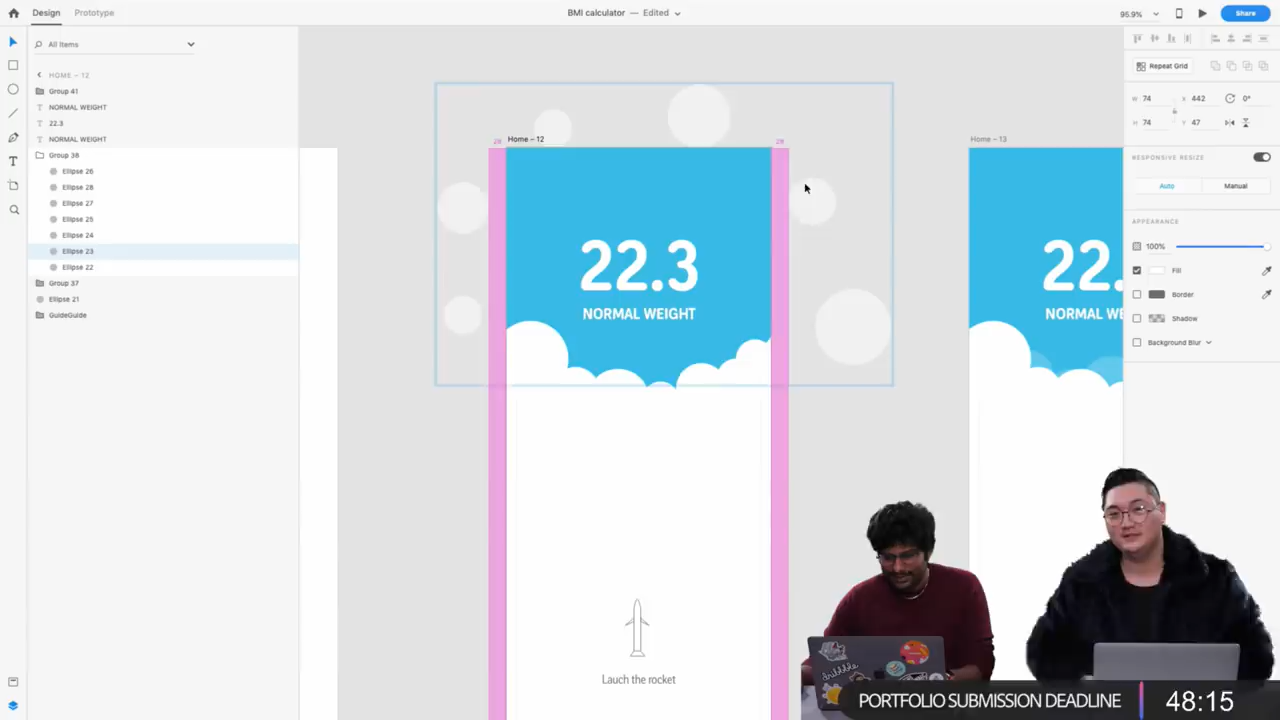 Design
Prototype
BMI calculator — Edited
95.9%
Share
All Items
HOME – 12
Group 41
NORMAL WEIGHT
22.3
NORMAL WEIGHT
Group 38
Ellipse 26
Ellipse 28
Ellipse 27
Ellipse 25
Ellipse 24
Ellipse 23
Ellipse 22
Group 37
Ellipse 21
GuideGuide
Home – 12
22.3
NORMAL WEIGHT
Lauch the rocket
Home – 13
22.
NORMAL WE
Repeat Grid
W 74
X 442
0°
H 74
Y 47
RESPONSIVE RESIZE
Auto
Manual
APPEARANCE
100%
Fill
Border
Shadow
Background Blur
dribbble
PORTFOLIO SUBMISSION DEADLINE
48:15